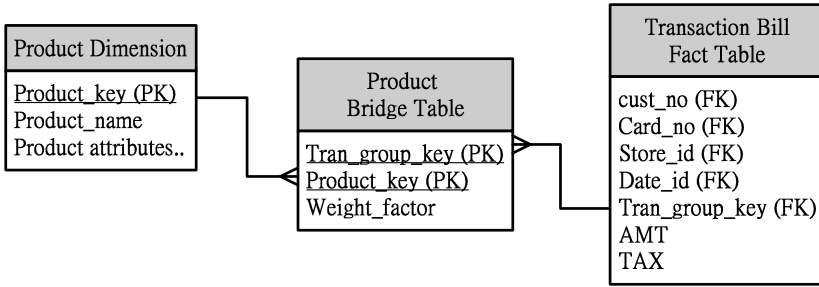 Product Dimension
Product_key (PK)
Product_name
Product attributes..
Product
Bridge Table
Tran_group_key (PK)
Product_key (PK)
Weight_factor
Transaction Bill
Fact Table
cust_no (FK)
Card_no (FK)
Store_id (FK)
Date_id (FK)
Tran_group_key (FK)
AMT
TAX